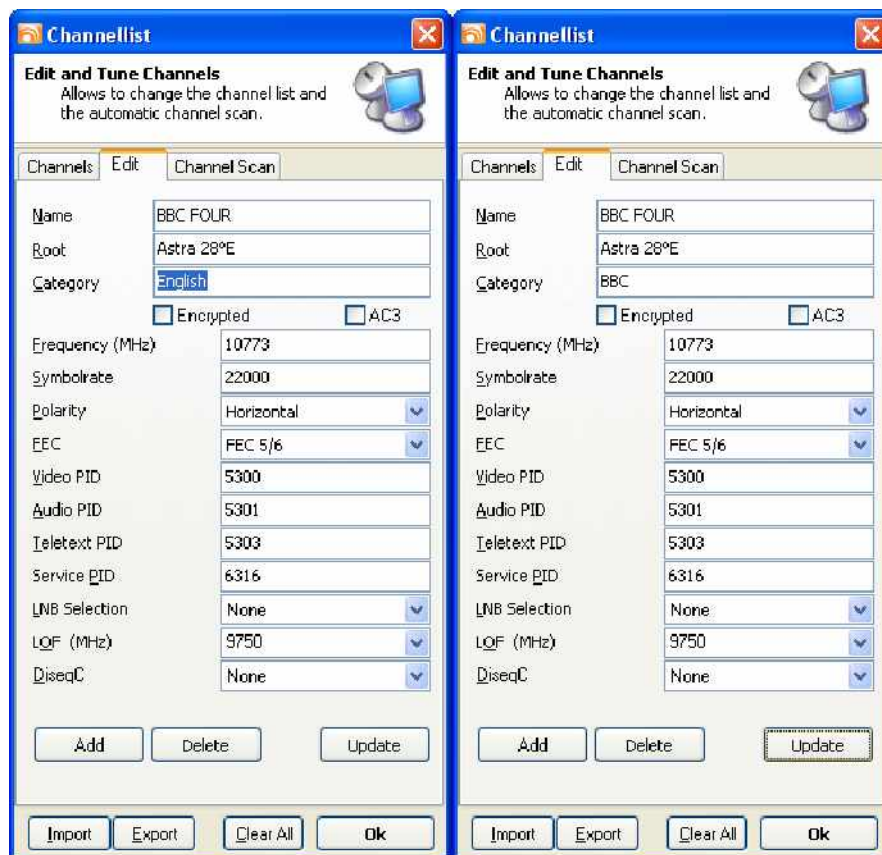 Channellist
Edit and Tune Channels
Allows to change the channel list and
the automatic channel scan.
Channels Edit Channel Scan
Name BBC FOUR
Root Astra 28ºE
Category English
Encrypted AC3
Frequency (MHz) 10773
Symbolrate 22000
Polarity Horizontal
FEC FEC 5/6
Video PID 5300
Audio PID 5301
Teletext PID 5303
Service PID 6316
LNB Selection None
LOF (MHz) 9750
DiseqC None
Add Delete Update
Import Export Clear All Ok
Channellist
Edit and Tune Channels
Allows to change the channel list and
the automatic channel scan.
Channels Edit Channel Scan
Name BBC FOUR
Root Astra 28ºE
Category BBC
Encrypted AC3
Frequency (MHz) 10773
Symbolrate 22000
Polarity Horizontal
FEC FEC 5/6
Video PID 5300
Audio PID 5301
Teletext PID 5303
Service PID 6316
LNB Selection None
LOF (MHz) 9750
DiseqC None
Add Delete Update
Import Export Clear All Ok